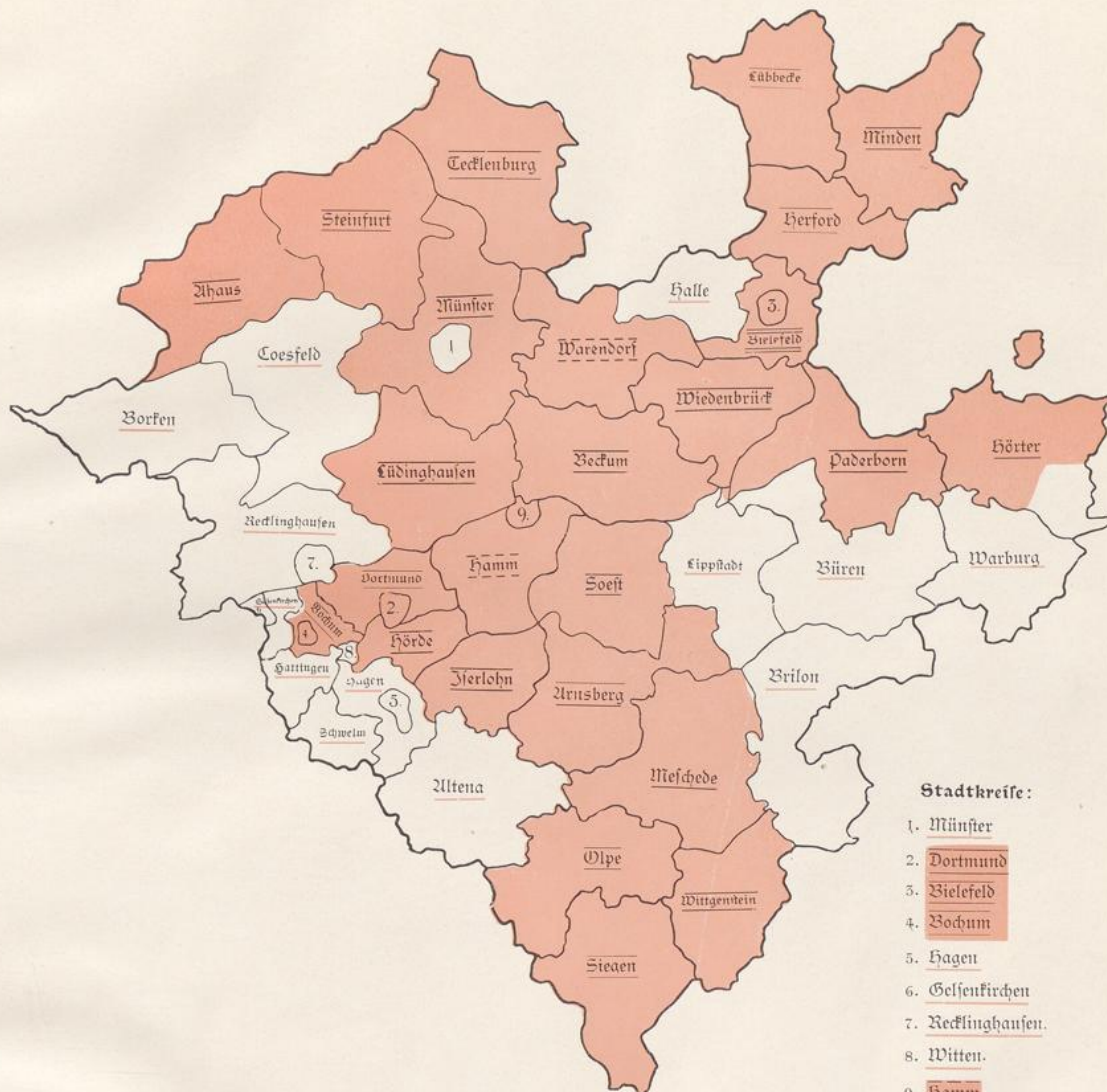 Lübbecke
Minden
Tecklenburg
Steinfurt
Herford
Ahaus
Münster
Halle
3.
Bielefeld
1.
Warendorf
Coesfeld
Wiedenbrück
Borken
Lüdinghausen
Beckum
Paderborn
Höxter
Recklinghausen
9.
7.
Hamm
Lippstadt
Büren
Warburg
Dortmund
Soest
2.
Bochum
4.
Hörde
8.
Hattingen
Hagen
Iserlohn
Arnsberg
Brilon
5.
Schwelm
Altena
Meschede
Olpe
Wittgenstein
Siegen
Stadtkreise:
1. Münster
2. Dortmund
3. Bielefeld
4. Bochum
5. Hagen
6. Gelsenkirchen
7. Recklinghausen.
8. Witten.
9. Hamm